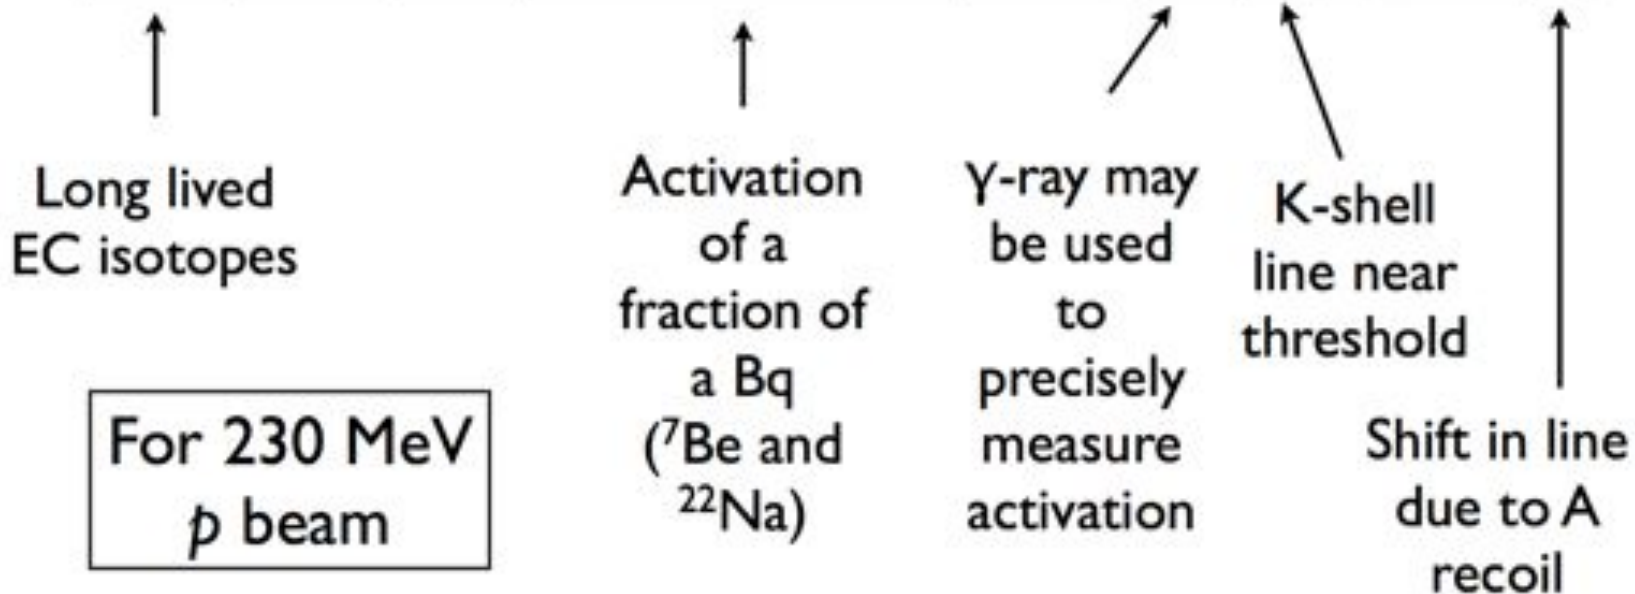 Long lived
EC isotopes
For 230 MeV
p beam
Activation
of a
fraction of
a Bq
(⁷Be and
²²Na)
γ-ray may
be used
to
precisely
measure
activation
K-shell
line near
threshold
Shift in line
due to A
recoil